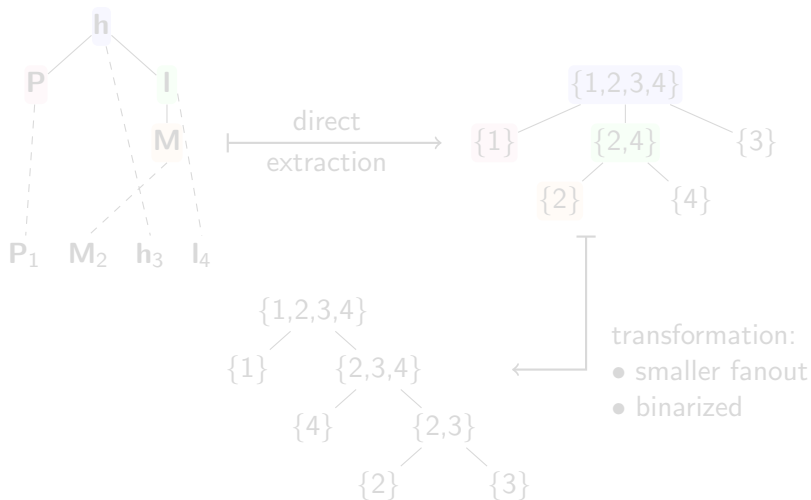 h
P l
M
P1 M2 h3 l4
direct
extraction
{1,2,3,4}
{1} {2,4} {3}
{2} {4}
{1,2,3,4}
{1} {2,3,4}
{4} {2,3}
{2} {3}
transformation:
• smaller fanout
• binarized